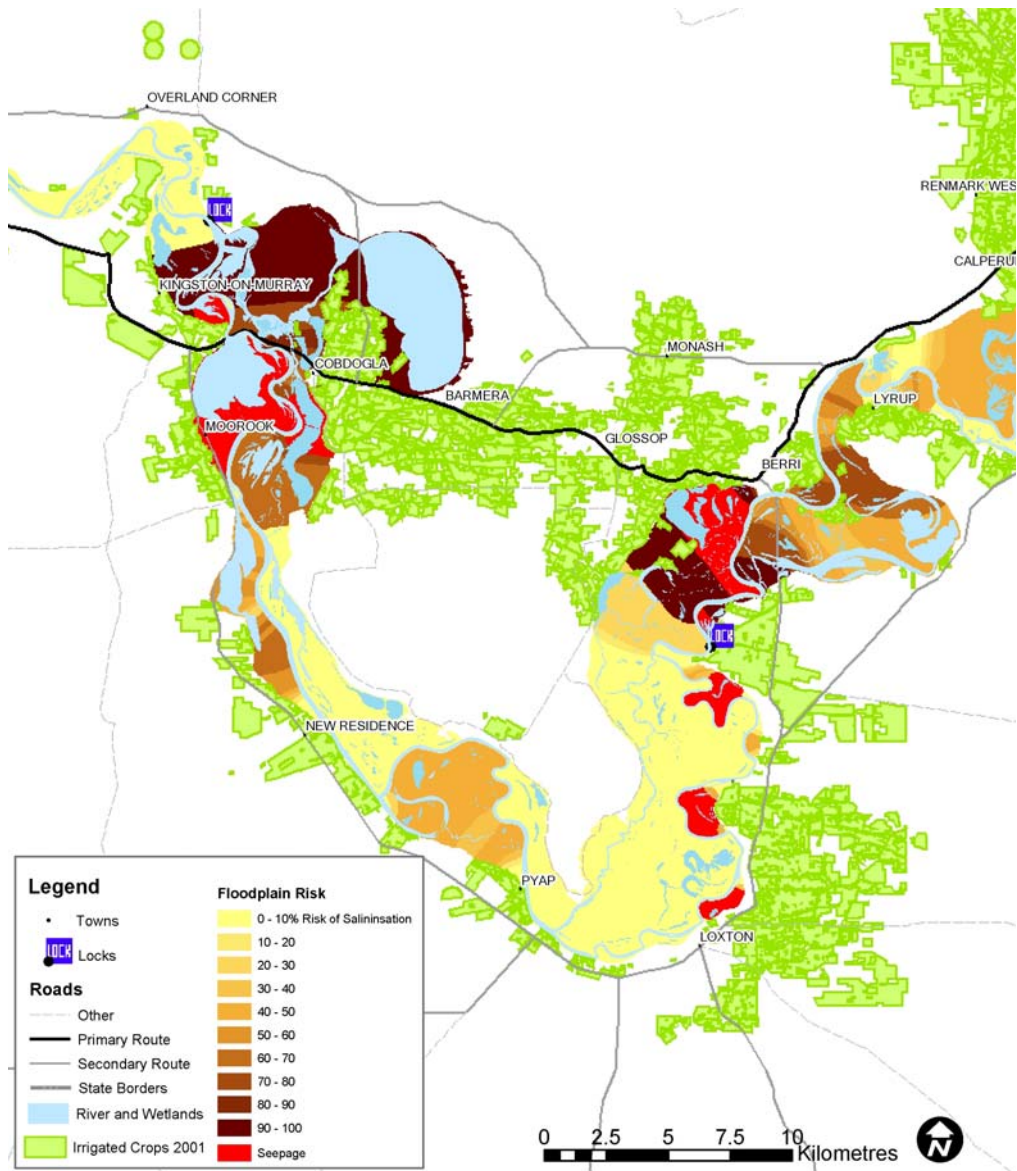 OVERLAND CORNER
RENMARK WES
LOCK
CALPERU
KINGSTON-ON-MURRAY
MONASH
COBDOGLA
BARMERA
LYRUP
MOOROOK
GLOSSOP
BERRI
LOCK
NEW RESIDENCE
PYAP
LOXTON
Legend
Towns
LOCK
Locks
Roads
Other
Primary Route
Secondary Route
State Borders
River and Wetlands
Irrigated Crops 2001
Floodplain Risk
0 - 10% Risk of Salininsation
10 - 20
20 - 30
30 - 40
40 - 50
50 - 60
60 - 70
70 - 80
80 - 90
90 - 100
Seepage
0 2.5 5 7.5 10
Kilometres
N